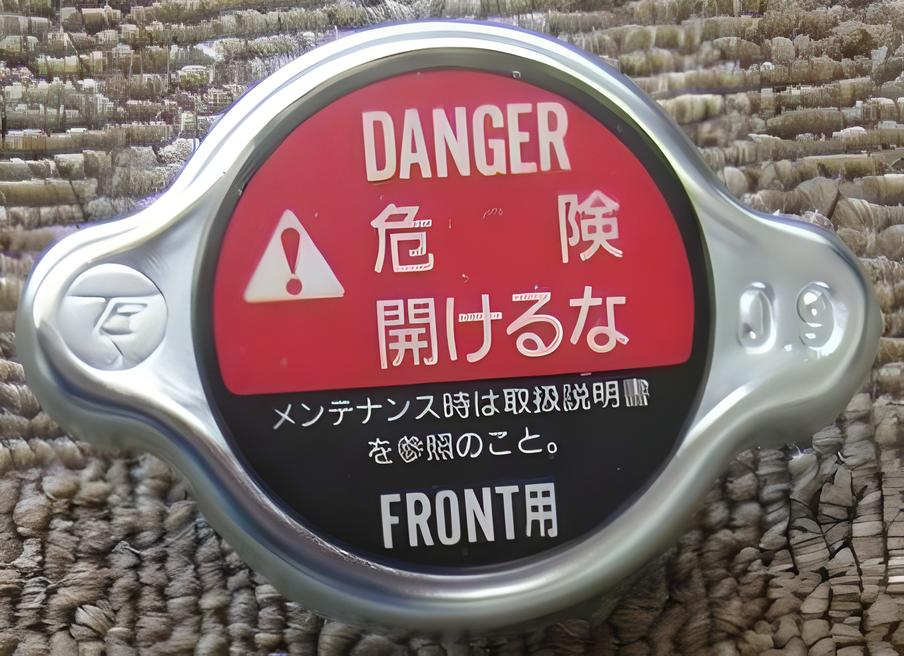 DANGER
危 険
開けるな
メンテナンス時は取扱説明
を参照のこと。
FRONT用
0.9